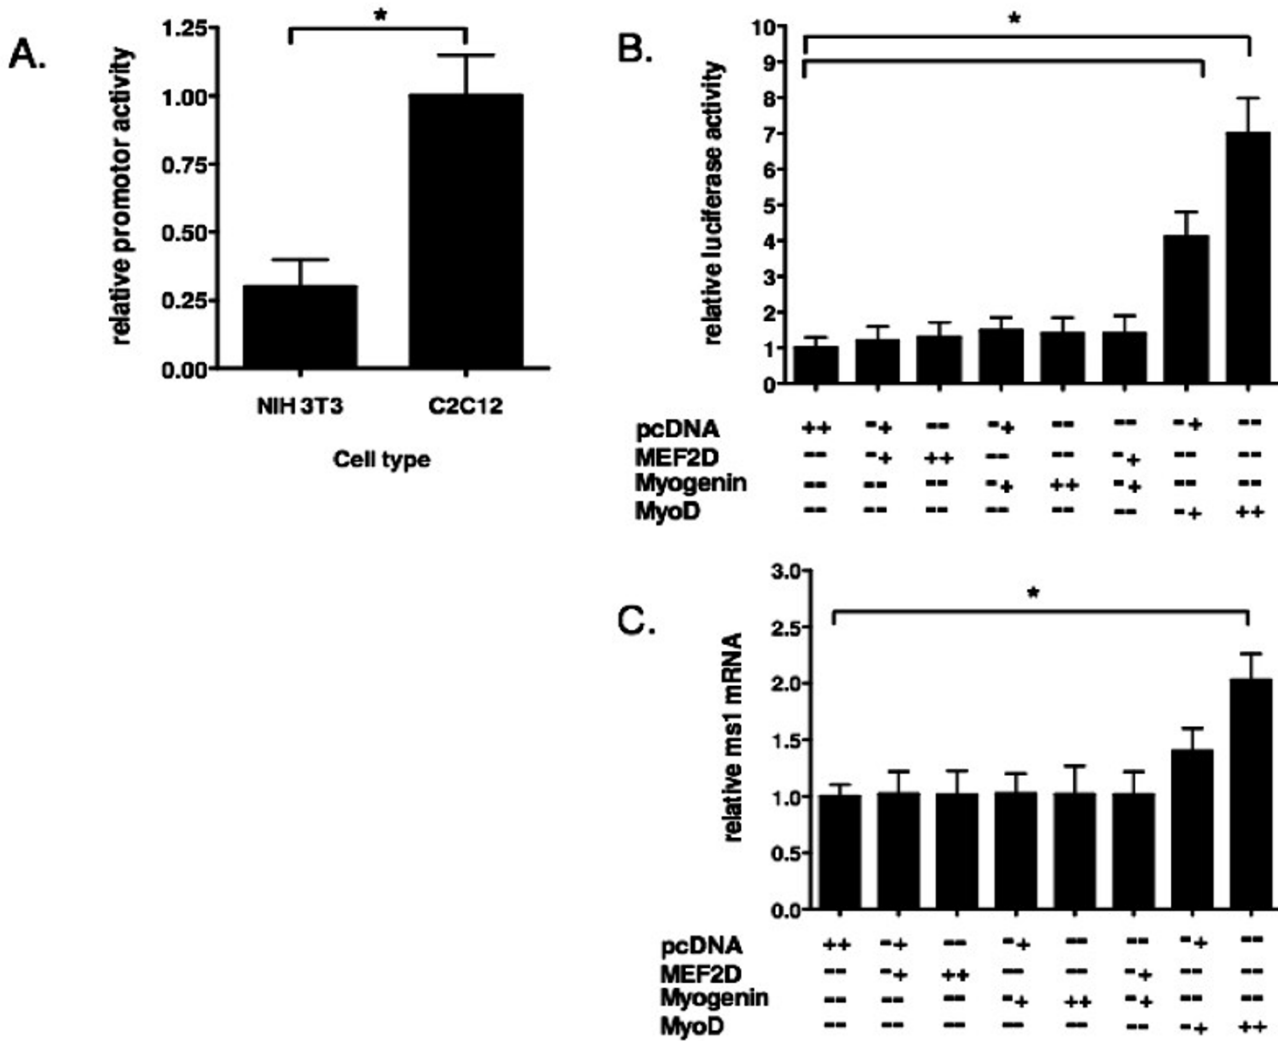 A.
relative promotor activity
1.25
1.00
0.75
0.50
0.25
0.00
*
NIH 3T3 C2C12
Cell type
B.
relative luciferase activity
10
9
8
7
6
5
4
3
2
1
0
*
pcDNA ++ -+ -- -+ -- -- -+ --
MEF2D -- -+ ++ -- -- -+ -- --
Myogenin -- -- -- -+ ++ -+ -- --
MyoD -- -- -- -- -- -- -+ ++
C.
relative ms1 mRNA
3.0
2.5
2.0
1.5
1.0
0.5
0.0
*
pcDNA ++ -+ -- -+ -- -- -+ --
MEF2D -- -+ ++ -- -- -+ -- --
Myogenin -- -- -- -+ ++ -+ -- --
MyoD -- -- -- -- -- -- -+ ++